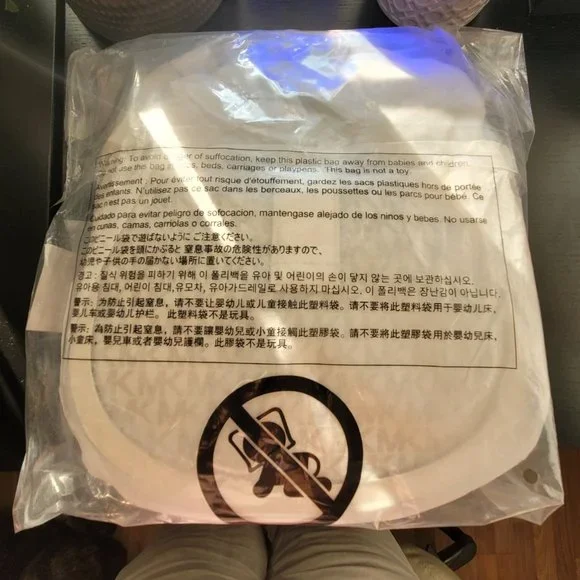 Warning: To avoid danger of suffocation, keep this plastic bag away from babies and children.
Do not use this bag in cribs, beds, carriages or playpens. This bag is not a toy.
Avertissement : Pour éviter tout risque d'étouffement, gardez les sacs plastiques hors de portée
des enfants. N'utilisez pas ce sac dans les berceaux, les poussettes ou les parcs pour bébé. Ce
sac n'est pas un jouet.
Cuidado para evitar peligro de sofocacion, mantengase alejado de los ninos y bebes. No usarse
en cunas, camas, carriolas o corrales.
このビニール袋で遊ばないように ご注意ください。
このビニール袋を頭にかぶると 窒息事故の危険性がありますので、
幼児や子供の手の届かない場所に置いてください。
경고: 질식 위험을 피하기 위해 이 폴리백을 유아 및 어린이의 손이 닿지 않는 곳에 보관하십시오.
유아용 침대, 어린이 침대,유모차, 유아가드레일로 사용하지 마십시오. 이 폴리백은 장난감이 아닙니다.
警示: 为防止引起窒息，请不要让婴幼儿或儿童接触此塑料袋。请不要将此塑料袋用于婴幼儿床，
婴儿车或婴幼儿护栏。 此塑料袋不是玩具。
警示: 為防止引起窒息，請不要讓嬰幼兒或小童接觸此塑膠袋。請不要將此塑膠袋用於嬰幼兒床，
小童床，嬰兒車或者嬰幼兒護欄。此膠袋不是玩具。